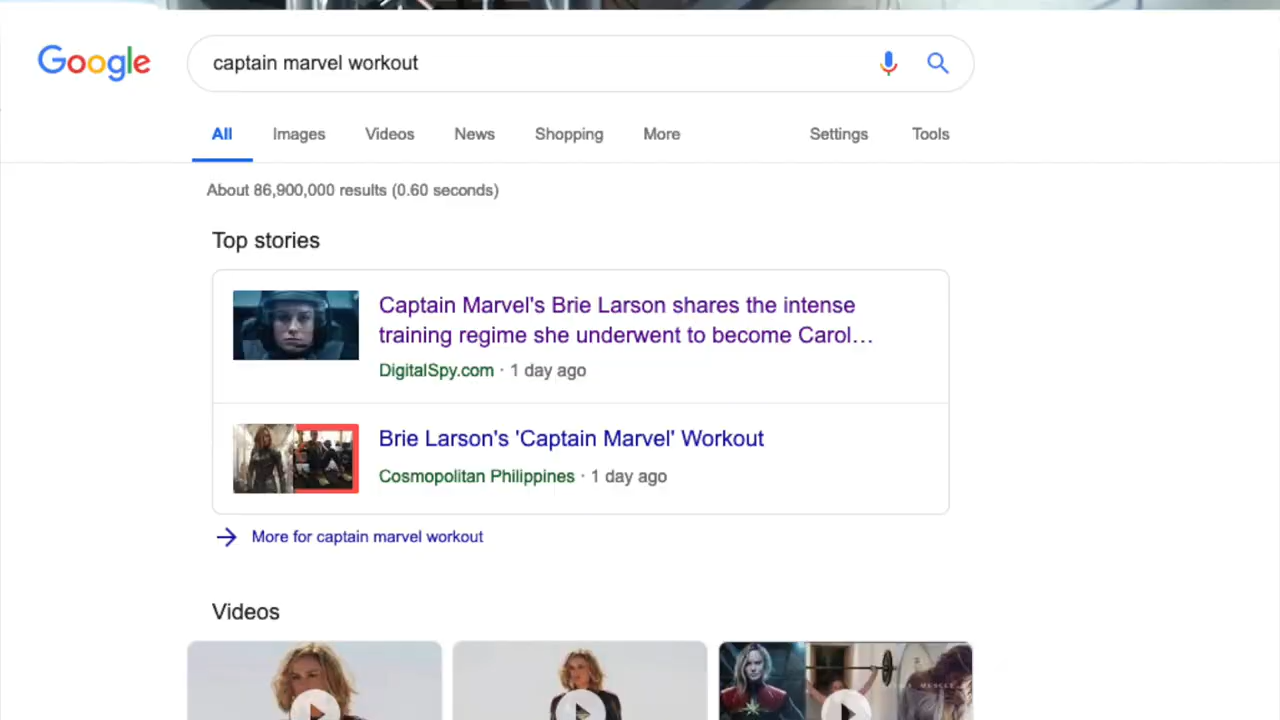 Google
captain marvel workout
All Images Videos News Shopping More Settings Tools
About 86,900,000 results (0.60 seconds)
Top stories
Captain Marvel's Brie Larson shares the intense
training regime she underwent to become Carol...
DigitalSpy.com · 1 day ago
Brie Larson's 'Captain Marvel' Workout
Cosmopolitan Philippines · 1 day ago
More for captain marvel workout
Videos